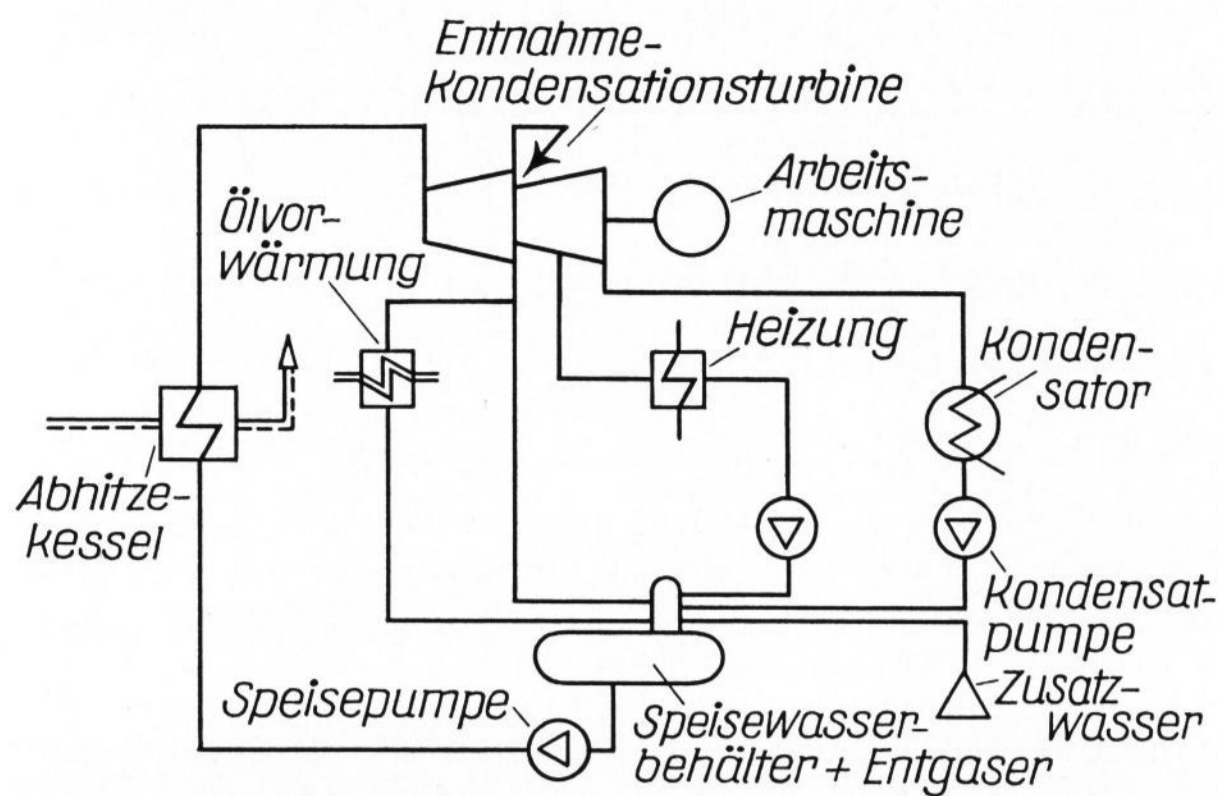 Entnahme-
Kondensationsturbine
Arbeits-
maschine
Ölvor-
wärmung
Heizung
Konden-
sator
Abhitze-
kessel
Kondensat-
pumpe
Zusatz-
wasser
Speisepumpe
Speisewasser-
behälter + Entgaser